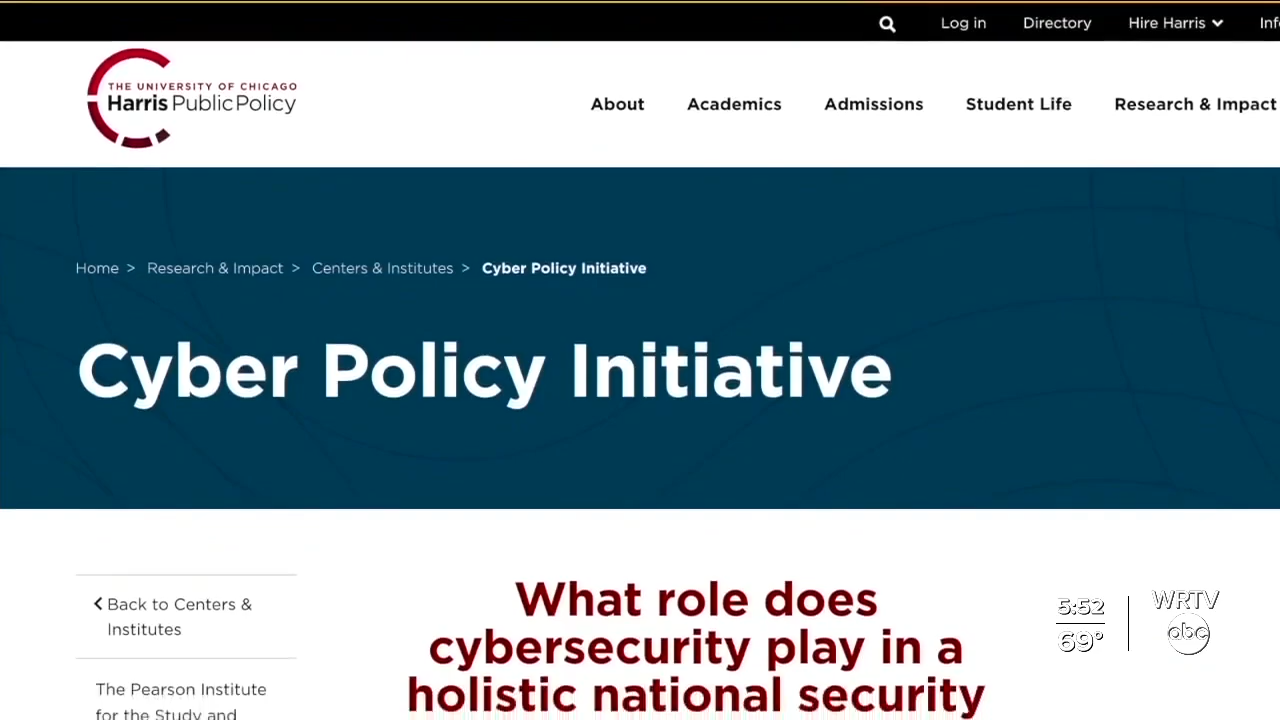 Log in Directory Hire Harris Inf
THE UNIVERSITY OF CHICAGO
Harris Public Policy
About Academics Admissions Student Life Research & Impact
Home > Research & Impact > Centers & Institutes > Cyber Policy Initiative
Cyber Policy Initiative
Back to Centers &
Institutes
The Pearson Institute
for the Study and
What role does
cybersecurity play in a
holistic national security
5:52
69°
WRTV
abc